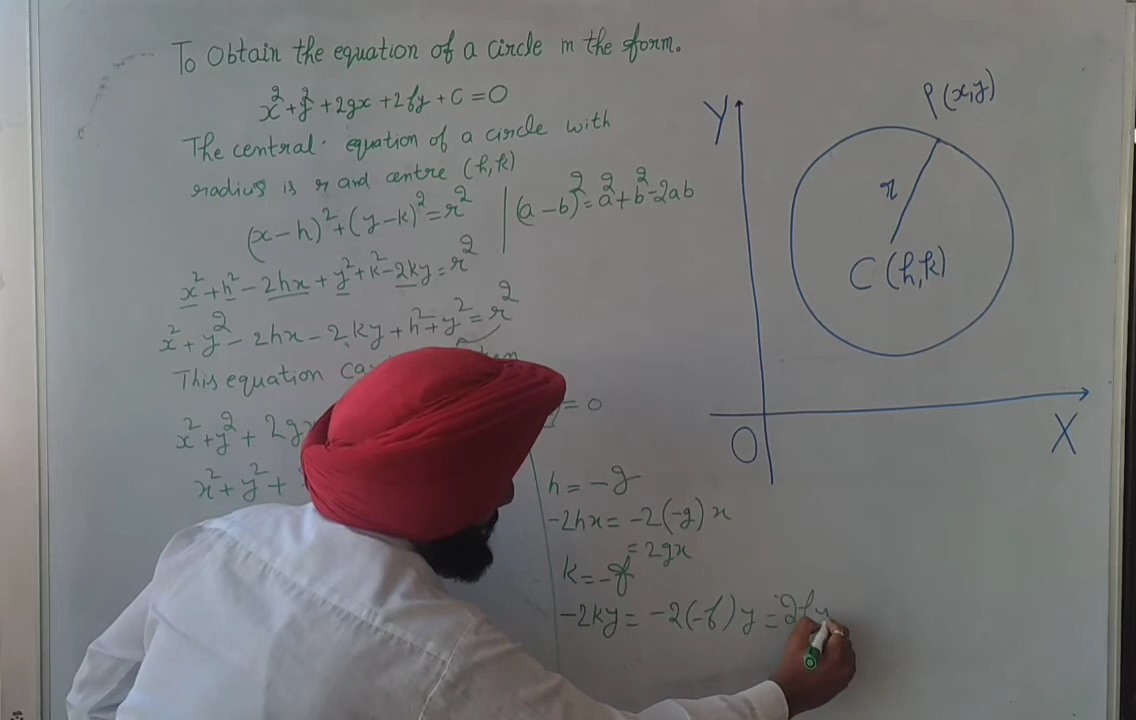 To Obtain the equation of a circle in the form.
x² + y² + 2gx + 2fy + C = 0
The central equation of a circle with
radius is r and centre (h,k)
(x-h)² + (y-k)² = r² | (a-b)² = a² + b² - 2ab
x² + h² - 2hx + y² + k² - 2ky = r²
x² + y² - 2hx - 2ky + h² + y² = r²
This equation
x² + y² + 2gx = 0
x² + y² +
h = -g
-2hx = -2(-g)x
= 2gx
k = -f
-2ky = -2(-f)y = 2fy
Y
P(x,y)
r
C(h,k)
O
X